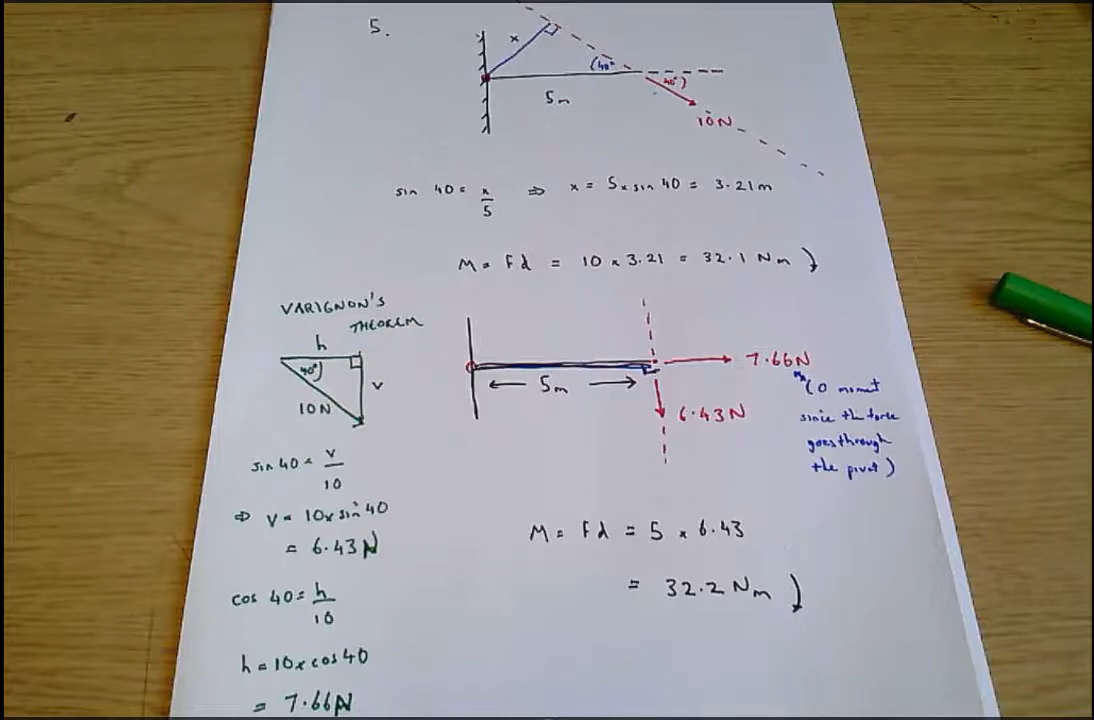 5.
x
(40°
40°)
5m
10N
sin 40 = x/5 ⇒ x = 5 x sin 40 = 3.21m
M = Fd = 10 x 3.21 = 32.1 Nm
VARIGNON'S
THEOREM
h
40°
v
10N
5m
7.66N
6.43N
(0 moment
since the force
goes through
the pivot)
sin 40 = v/10
⇒ v = 10 x sin 40
= 6.43N
cos 40 = h/10
h = 10 x cos 40
= 7.66N
M = Fd = 5 x 6.43
= 32.2 Nm